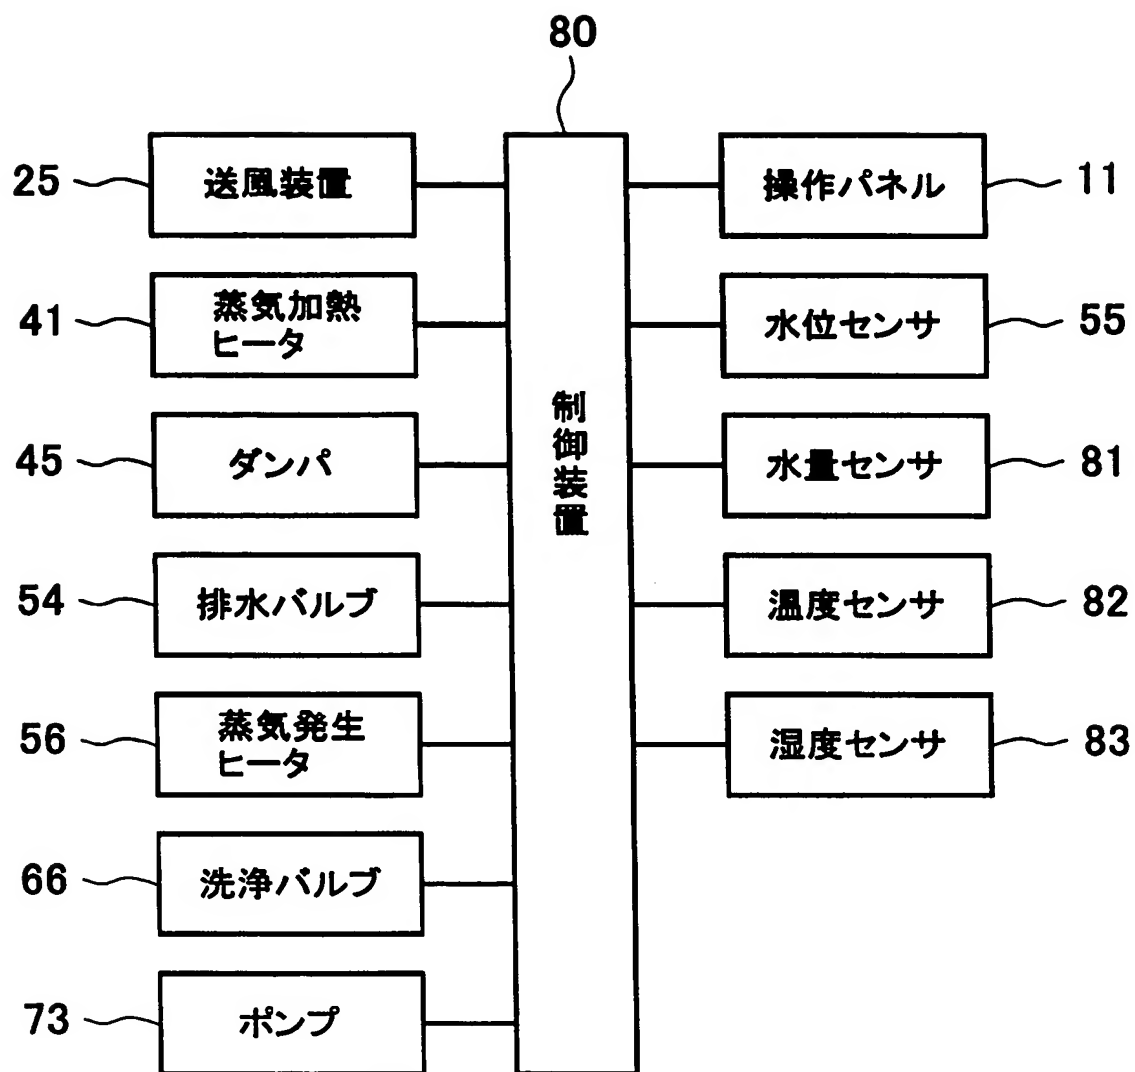 80
25
送風装置
操作パネル
11
41
蒸気加熱
ヒータ
水位センサ
55
45
ダンパ
制御装置
水量センサ
81
54
排水バルブ
温度センサ
82
56
蒸気発生
ヒータ
湿度センサ
83
66
洗浄バルブ
73
ポンプ